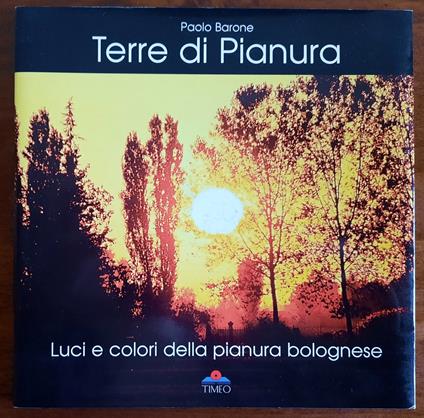 Paolo Barone
Terre di Pianura
Luci e colori della pianura bolognese
TIMEO